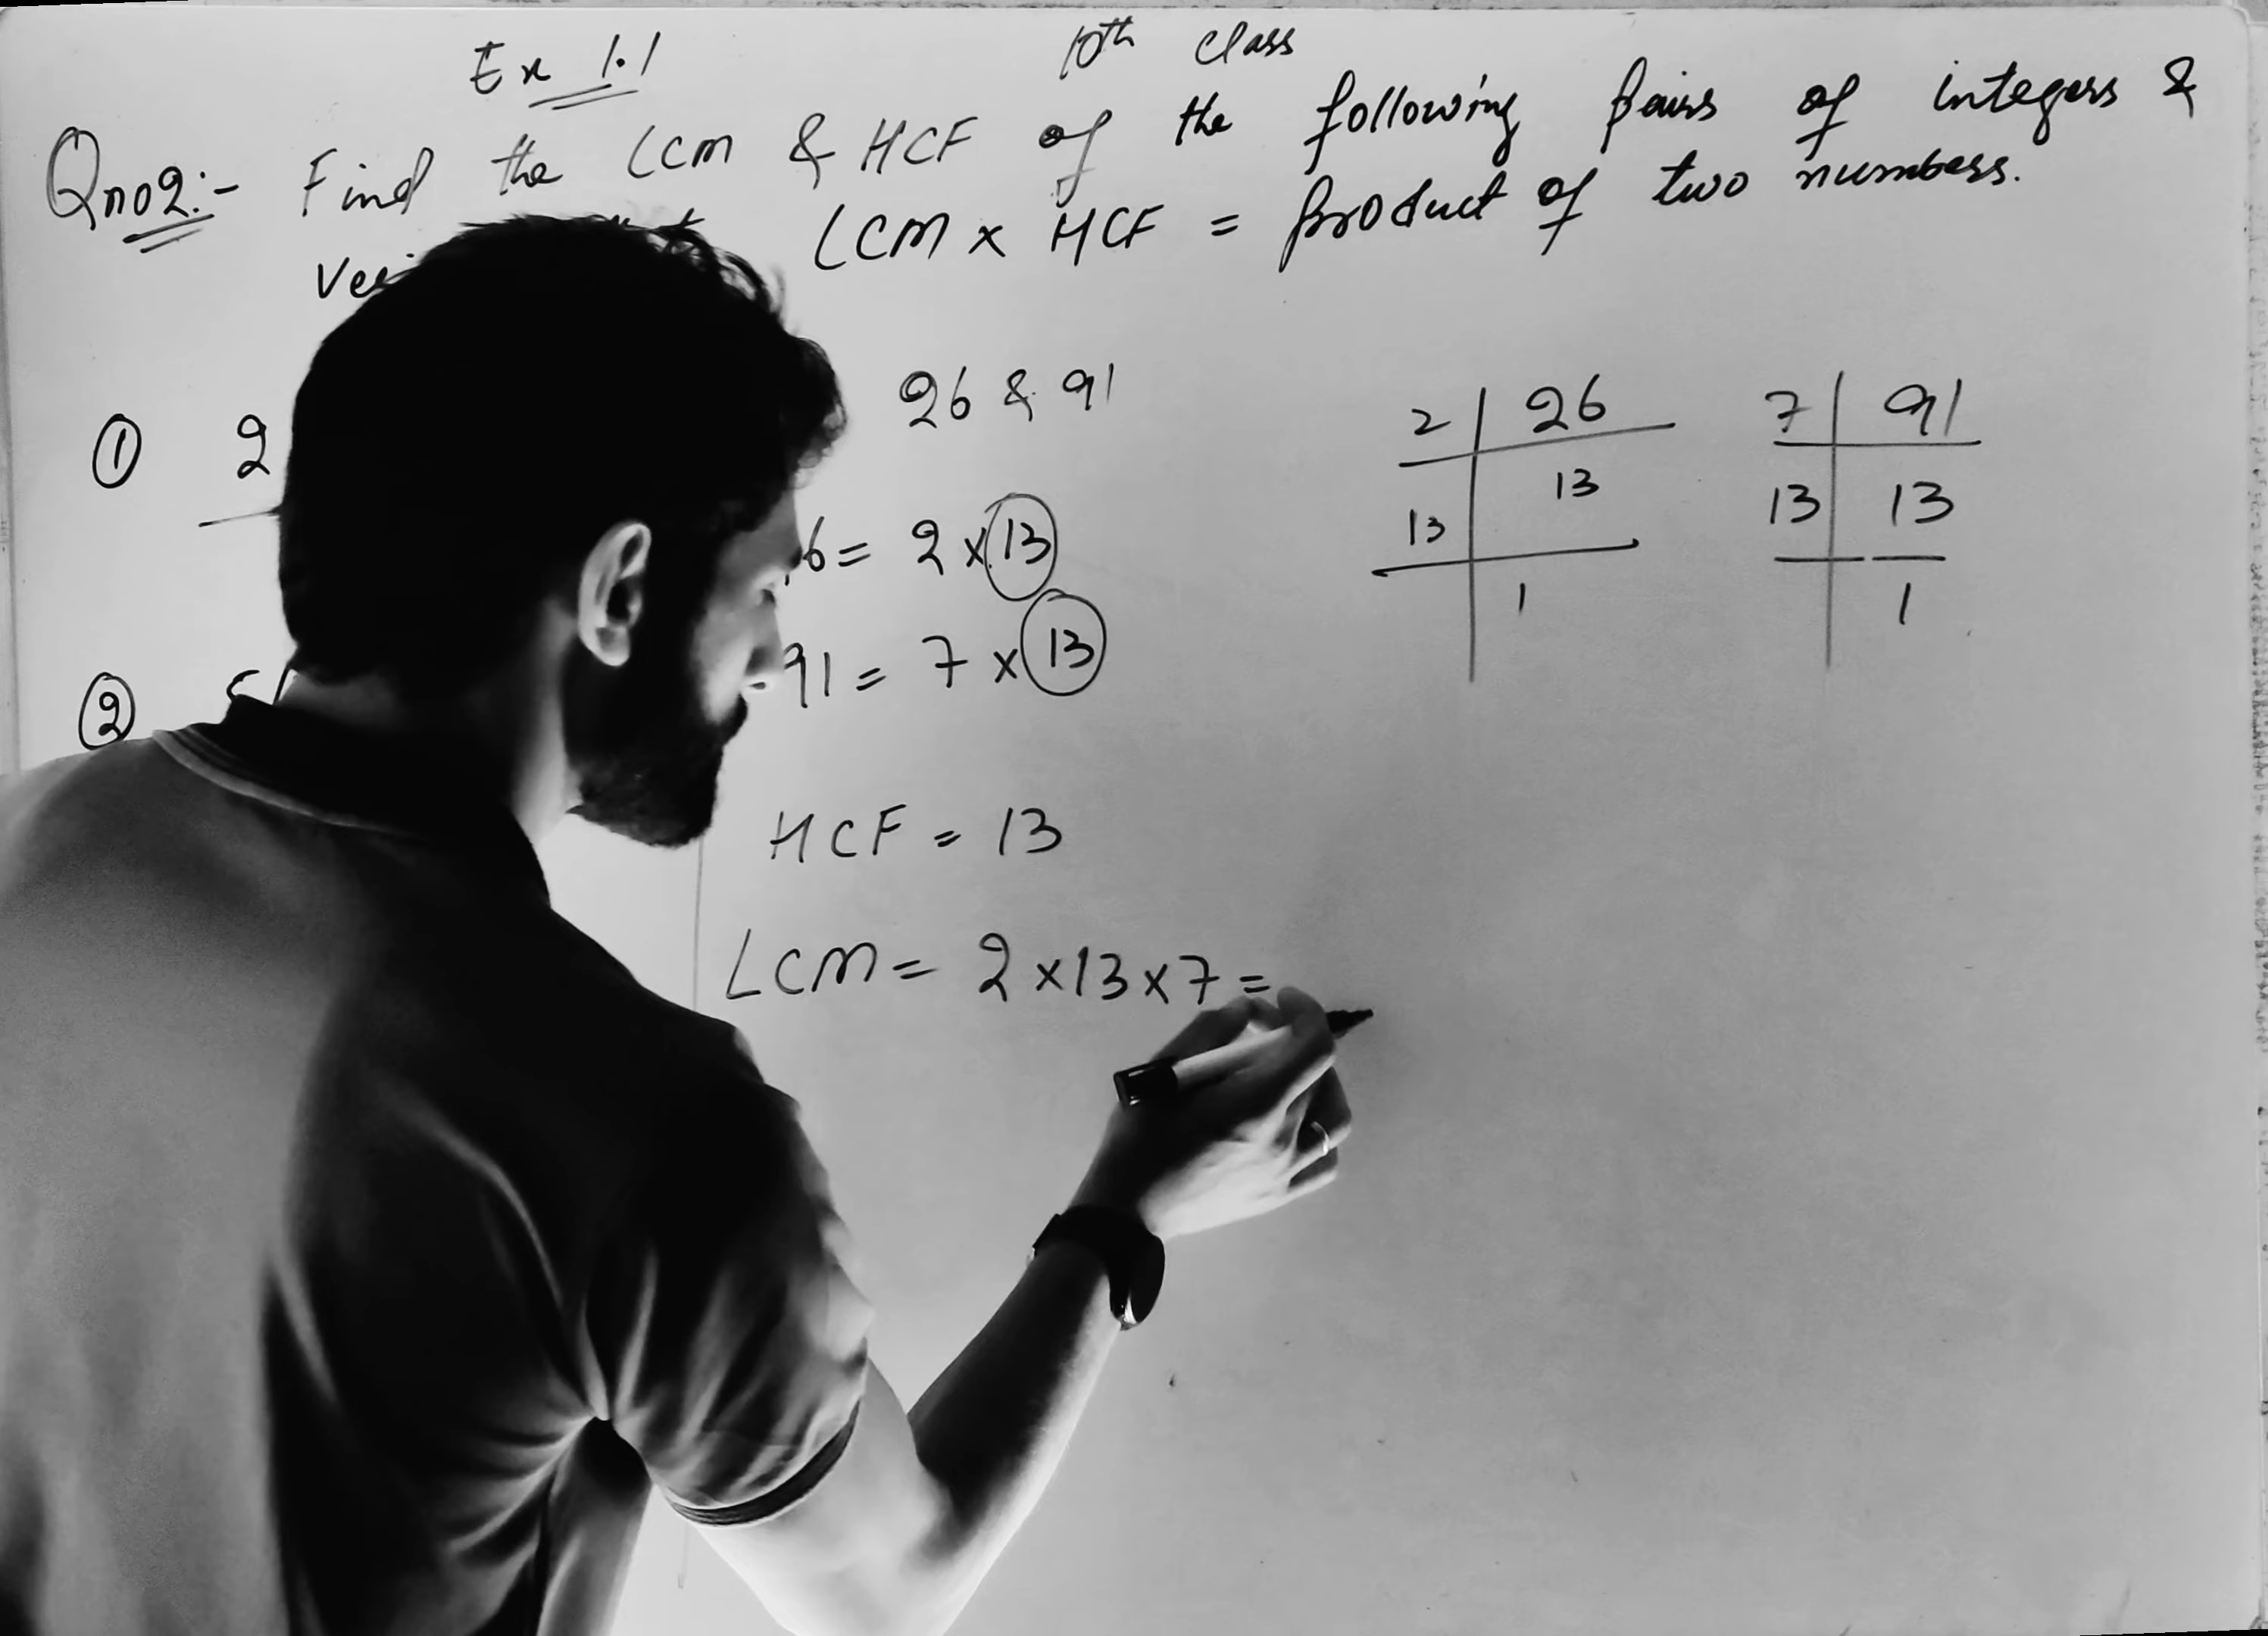 Ex 1.1 10th class
Qno2:- Find the LCM & HCF of the following pairs of integers &
LCM × HCF = product of two numbers.
① 2
26 & 91
6 = 2 × 13
91 = 7 × 13
②
HCF = 13
LCM = 2 × 13 × 7 =
2 | 26
13 | 13
1
7 | 91
13 | 13
1